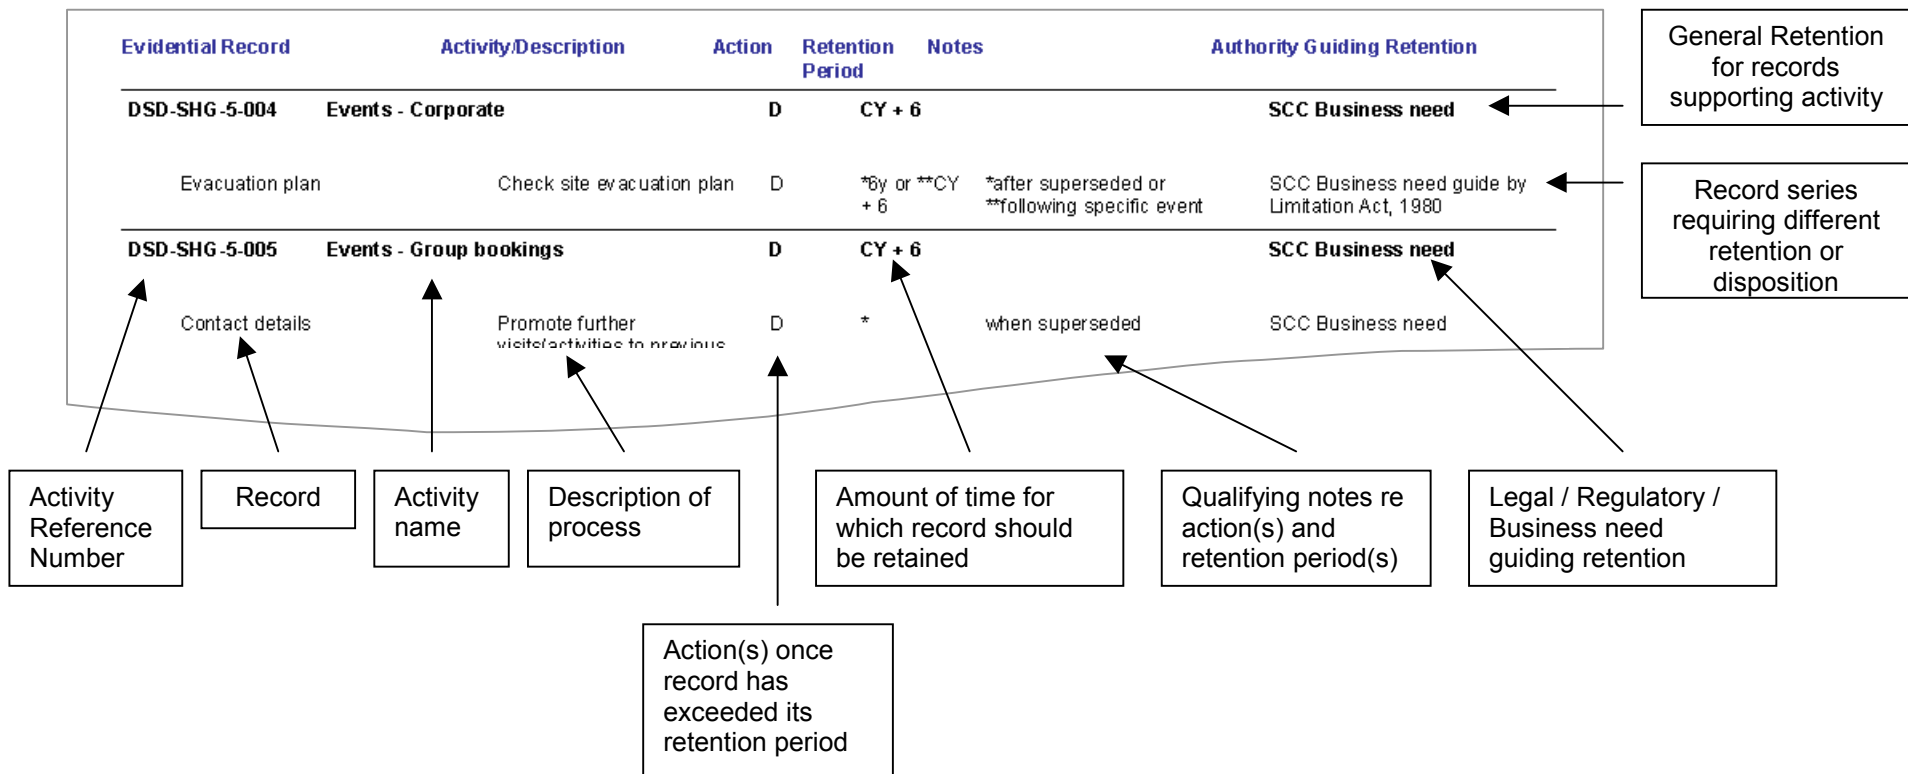 Evidential Record Activity/Description Action Retention Period Notes Authority Guiding Retention
DSD-SHG-5-004 Events - Corporate D CY + 6 SCC Business need
Evacuation plan Check site evacuation plan D *6y or **CY *after superseded or SCC Business need guide by
+ 6 **following specific event Limitation Act, 1980
DSD-SHG-5-005 Events - Group bookings D CY + 6 SCC Business need
Contact details Promote further D * when superseded SCC Business need
visits/activities to previous
General Retention
for records
supporting activity
Record series
requiring different
retention or
disposition
Activity
Reference
Number
Record
Activity
name
Description of
process
Amount of time for
which record should
be retained
Qualifying notes re
action(s) and
retention period(s)
Legal / Regulatory /
Business need
guiding retention
Action(s) once
record has
exceeded its
retention period